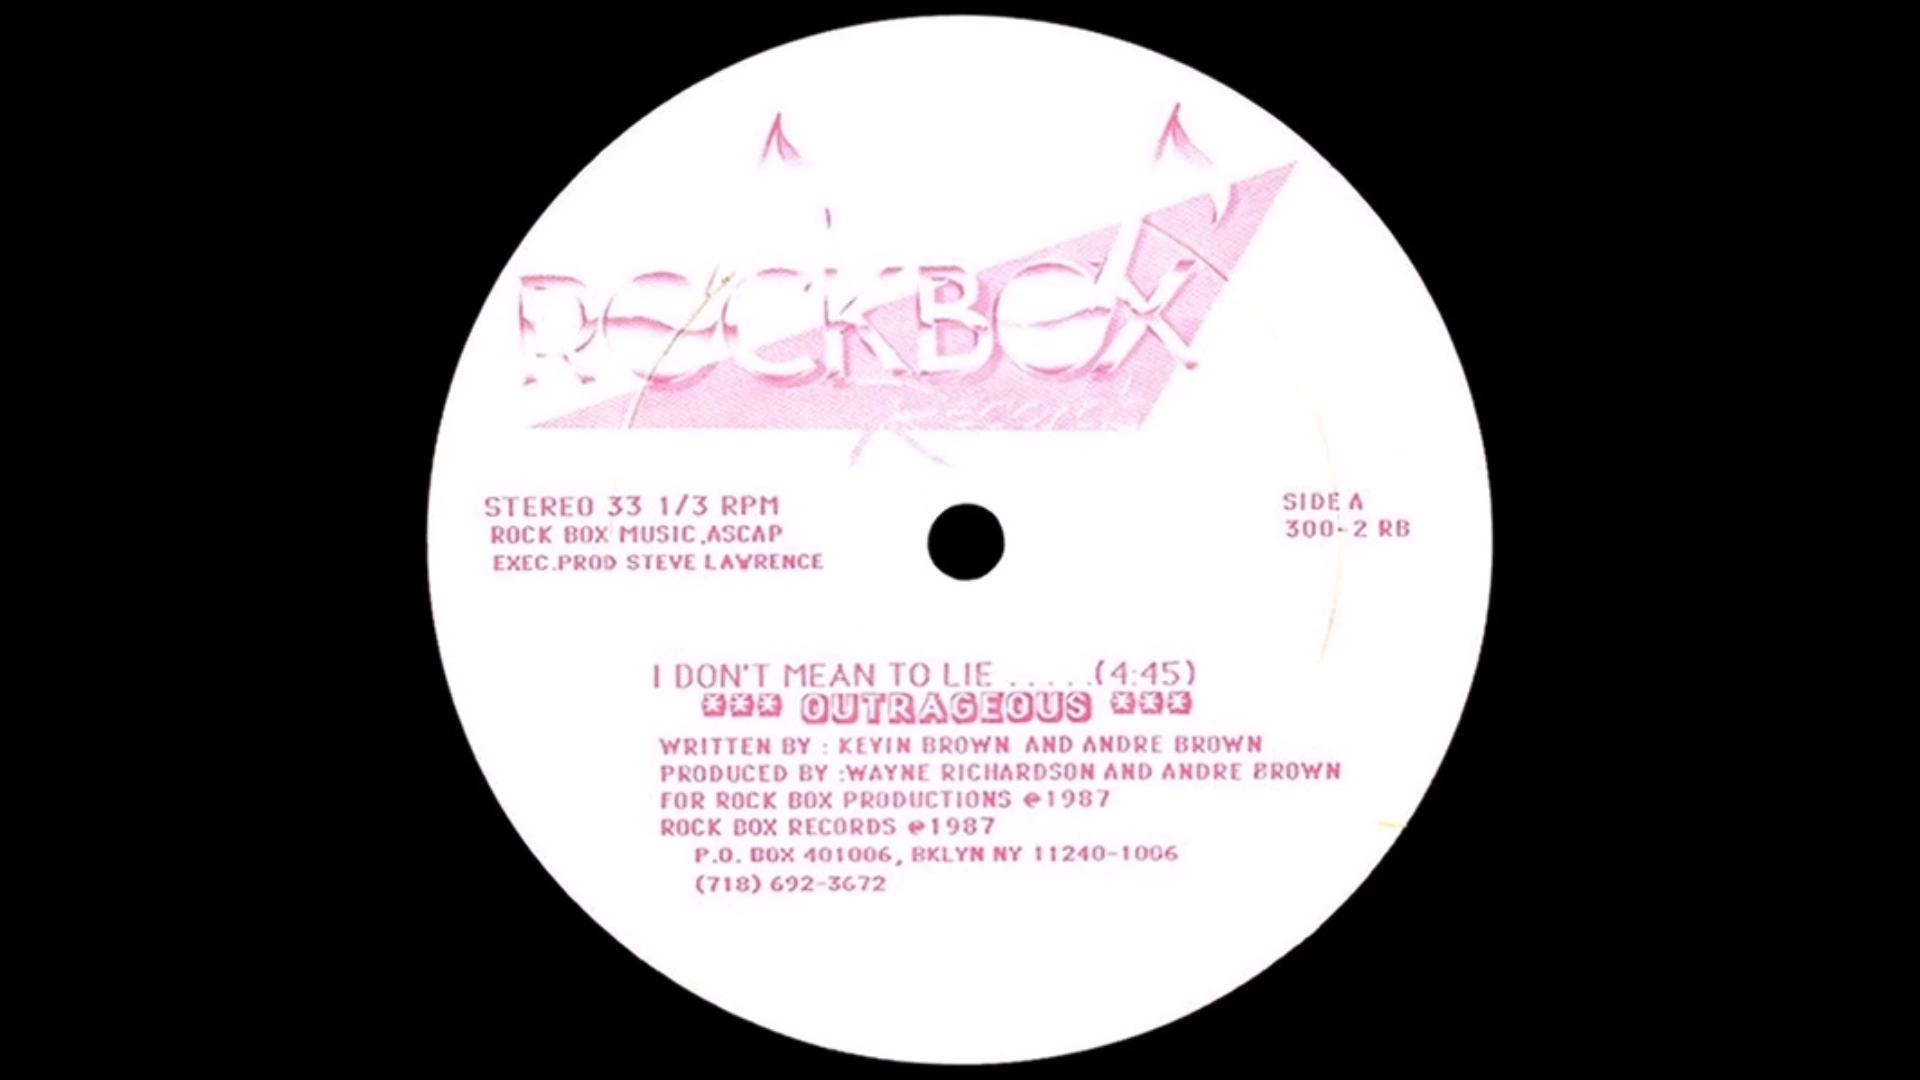 ROCKBOX
Records
STEREO 33 1/3 RPM
ROCK BOX MUSIC,ASCAP
EXEC.PROD STEVE LAWRENCE
SIDE A
300-2 RB
I DON'T MEAN TO LIE .....(4:45)
*** OUTRAGEOUS ***
WRITTEN BY : KEVIN BROWN AND ANDRE BROWN
PRODUCED BY :WAYNE RICHARDSON AND ANDRE BROWN
FOR ROCK BOX PRODUCTIONS ℗1987
ROCK BOX RECORDS ℗1987
P.O. BOX 401006, BKLYN NY 11240-1006
(718) 692-3672